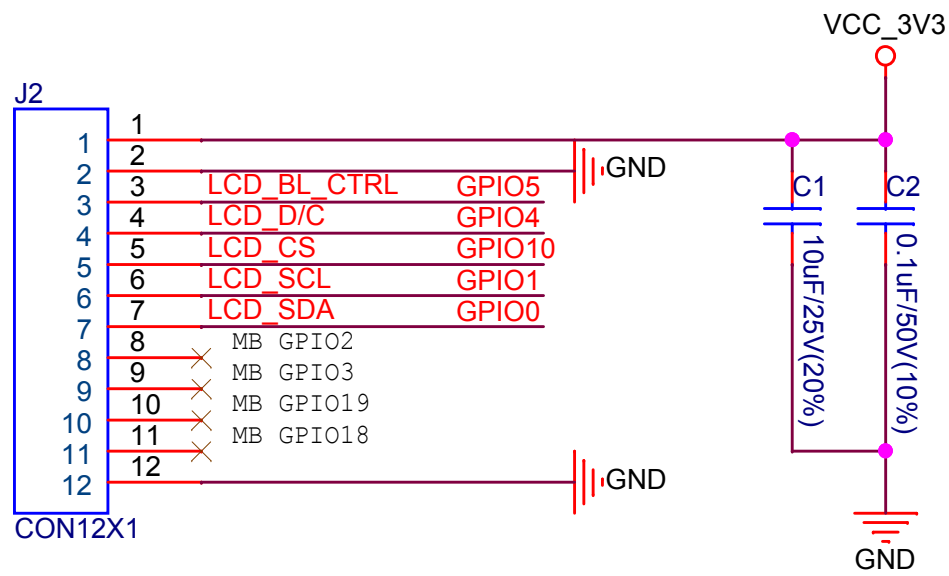 VCC_3V3
J2
1 1
2 2 GND
3 3 LCD_BL_CTRL GPIO5
4 4 LCD_D/C GPIO4
5 5 LCD_CS GPIO10
6 6 LCD_SCL GPIO1
7 7 LCD_SDA GPIO0
8 8 MB GPIO2
9 9 MB GPIO3
10 10 MB GPIO19
11 11 MB GPIO18
12 12 GND
CON12X1
C1
10uF/25V(20%)
C2
0.1uF/50V(10%)
GND